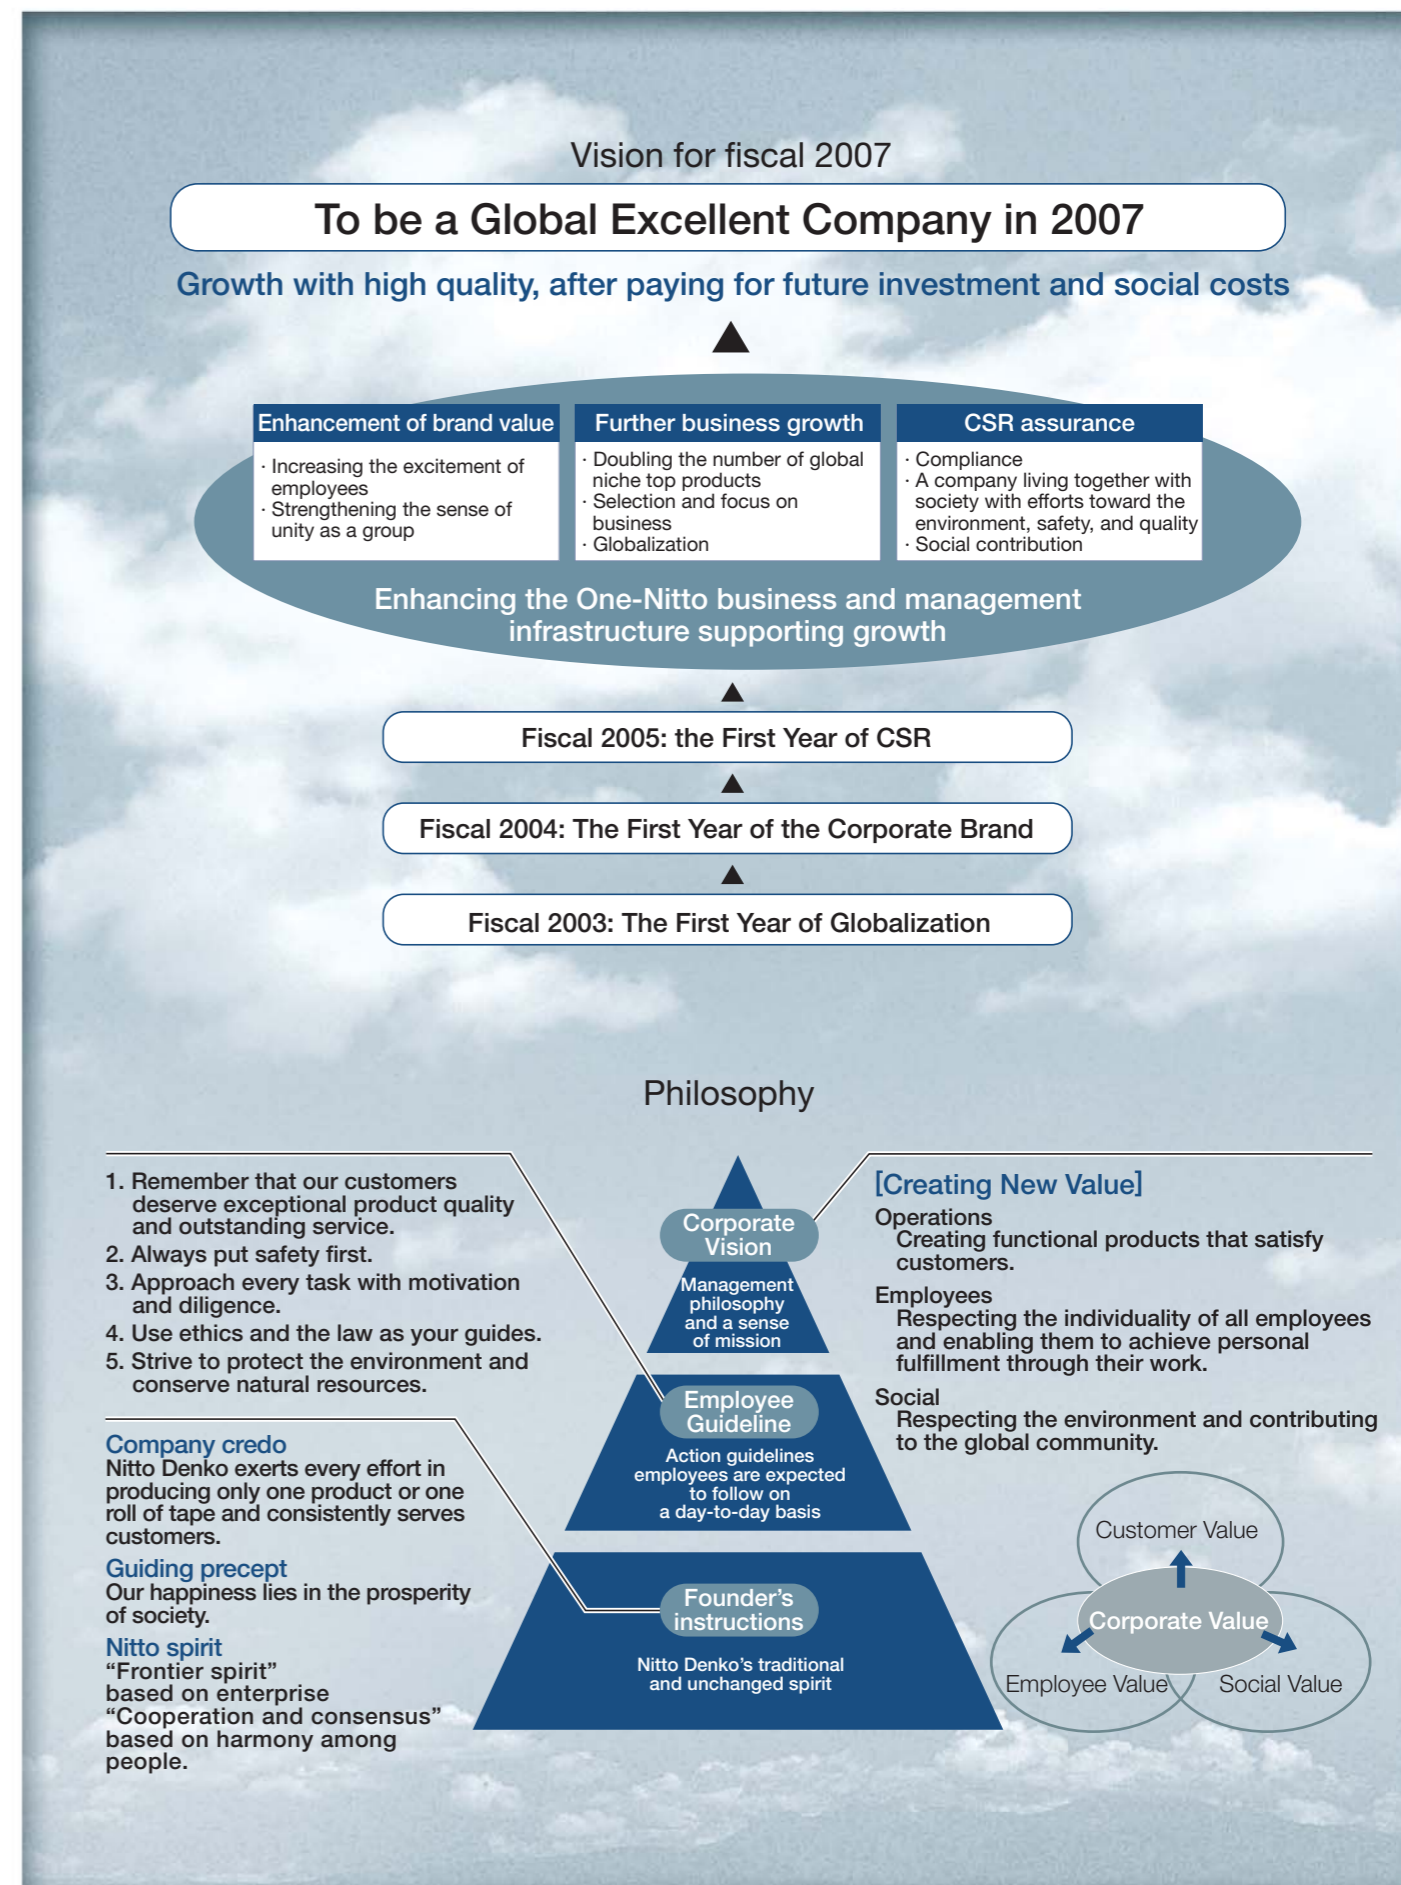 Vision for fiscal 2007
To be a Global Excellent Company in 2007
Growth with high quality, after paying for future investment and social costs
Enhancement of brand value
· Increasing the excitement of
employees
· Strengthening the sense of
unity as a group
Further business growth
· Doubling the number of global
niche top products
· Selection and focus on
business
· Globalization
CSR assurance
· Compliance
· A company living together with
society with efforts toward the
environment, safety, and quality
· Social contribution
Enhancing the One-Nitto business and management
infrastructure supporting growth
Fiscal 2005: the First Year of CSR
Fiscal 2004: The First Year of the Corporate Brand
Fiscal 2003: The First Year of Globalization
Philosophy
1. Remember that our customers
deserve exceptional product quality
and outstanding service.
2. Always put safety first.
3. Approach every task with motivation
and diligence.
4. Use ethics and the law as your guides.
5. Strive to protect the environment and
conserve natural resources.
Company credo
Nitto Denko exerts every effort in
producing only one product or one
roll of tape and consistently serves
customers.
Guiding precept
Our happiness lies in the prosperity
of society.
Nitto spirit
“Frontier spirit”
based on enterprise
“Cooperation and consensus”
based on harmony among
people.
Corporate
Vision
Management
philosophy
and a sense
of mission
Employee
Guideline
Action guidelines
employees are expected
to follow on
a day-to-day basis
Founder’s
instructions
Nitto Denko’s traditional
and unchanged spirit
[Creating New Value]
Operations
Creating functional products that satisfy
customers.
Employees
Respecting the individuality of all employees
and enabling them to achieve personal
fulfillment through their work.
Social
Respecting the environment and contributing
to the global community.
Customer Value
Corporate Value
Employee Value
Social Value